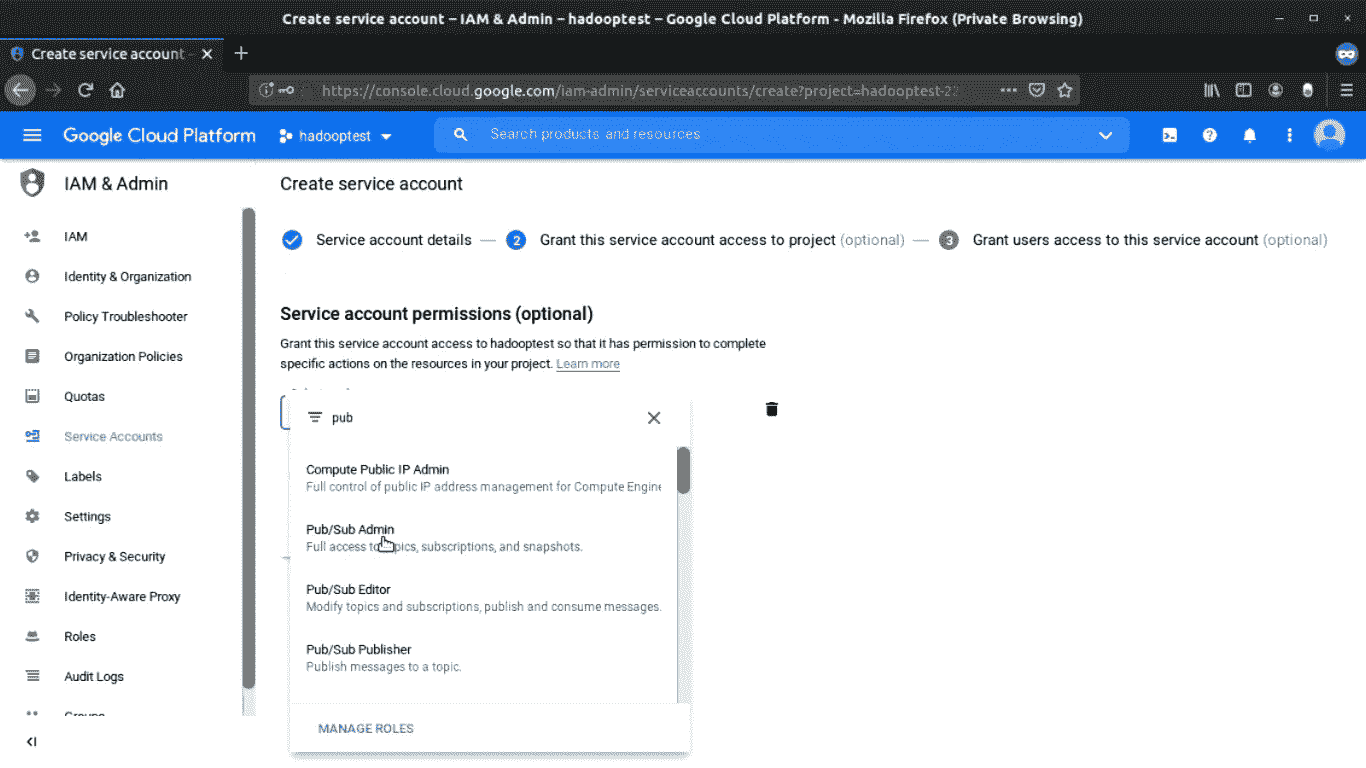 Create service account – IAM & Admin – hadooptest – Google Cloud Platform - Mozilla Firefox (Private Browsing)
Create service account
https://console.cloud.google.com/iam-admin/serviceaccounts/create?project=hadooptest-22
Google Cloud Platform
hadooptest
Search products and resources
IAM & Admin
IAM
Identity & Organization
Policy Troubleshooter
Organization Policies
Quotas
Service Accounts
Labels
Settings
Privacy & Security
Identity-Aware Proxy
Roles
Audit Logs
Create service account
Service account details
2 Grant this service account access to project (optional)
3 Grant users access to this service account (optional)
Service account permissions (optional)
Grant this service account access to hadooptest so that it has permission to complete
specific actions on the resources in your project. Learn more
pub
Compute Public IP Admin
Full control of public IP address management for Compute Engine
Pub/Sub Admin
Full access to topics, subscriptions, and snapshots.
Pub/Sub Editor
Modify topics and subscriptions, publish and consume messages.
Pub/Sub Publisher
Publish messages to a topic.
MANAGE ROLES